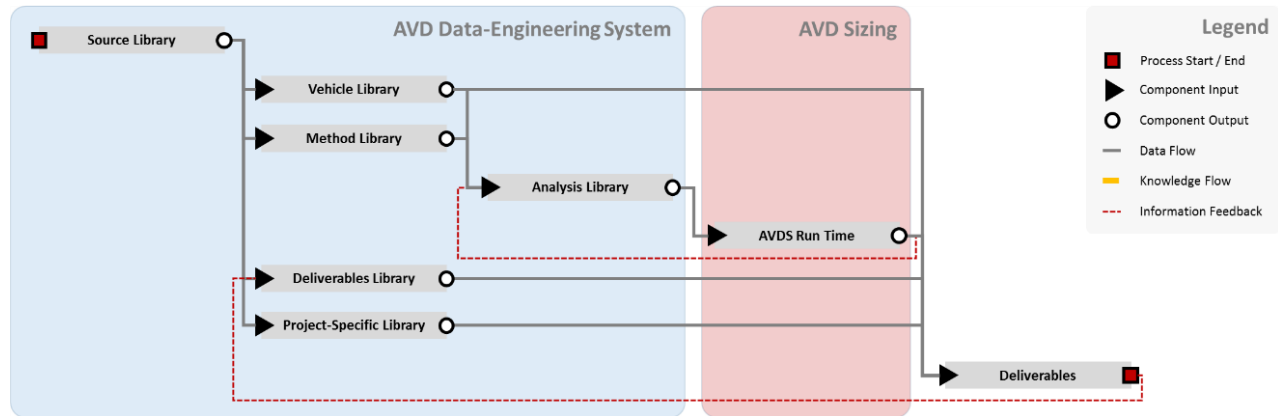 AVD Data-Engineering System
AVD Sizing
Legend
Source Library
Vehicle Library
Method Library
Analysis Library
AVDS Run Time
Deliverables Library
Project-Specific Library
Deliverables
Process Start / End
Component Input
Component Output
Data Flow
Knowledge Flow
Information Feedback